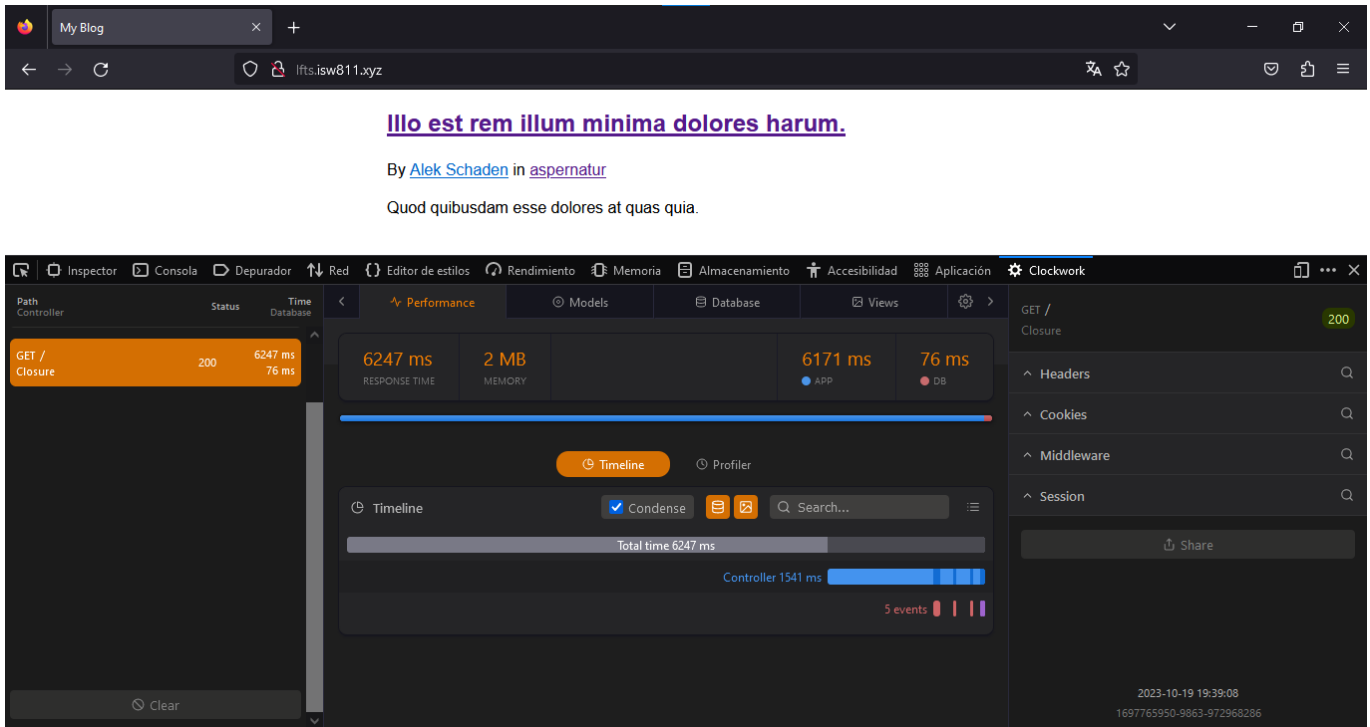 My Blog
lfts.isw811.xyz
Illo est rem illum minima dolores harum.
By Alek Schaden in aspernatur
Quod quibusdam esse dolores at quas quia.
Inspector Consola Depurador Red Editor de estilos Rendimiento Memoria Almacenamiento Accesibilidad Aplicación Clockwork
Path
Controller
Status
Time
Database
GET /
Closure
200
6247 ms
76 ms
Clear
Performance Models Database Views
6247 ms
RESPONSE TIME
2 MB
MEMORY
6171 ms
APP
76 ms
DB
Timeline Profiler
Timeline Condense Search...
Total time 6247 ms
Controller 1541 ms
5 events
GET /
Closure
200
Headers
Cookies
Middleware
Session
Share
2023-10-19 19:39:08
1697765950-9863-972968286